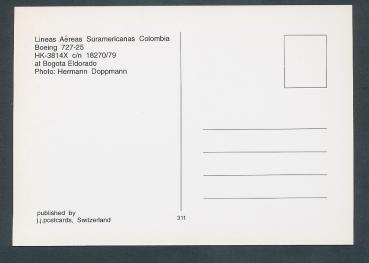 Lineas Aéreas Suramericanas Colombia
Boeing 727-25
HK-3814X c/n 18270/79
at Bogota Eldorado
Photo: Hermann Doppmann
published by
j.j.postcards, Switzerland
311